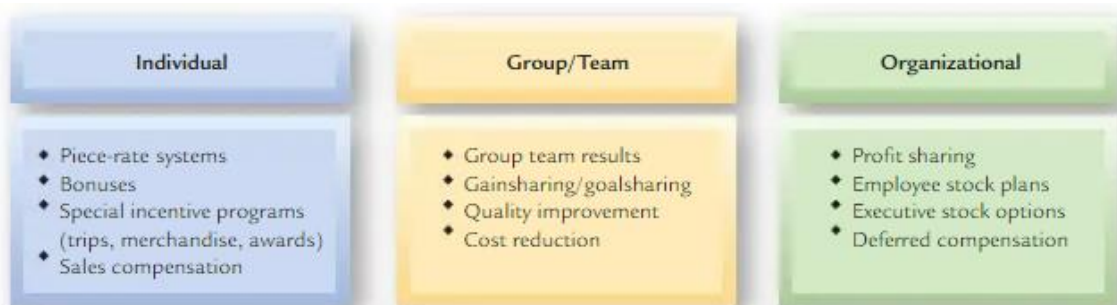 Individual
Piece-rate systems
Bonuses
Special incentive programs
(trips, merchandise, awards)
Sales compensation
Group/Team
Group team results
Gainsharing/goalsharing
Quality improvement
Cost reduction
Organizational
Profit sharing
Employee stock plans
Executive stock options
Deferred compensation